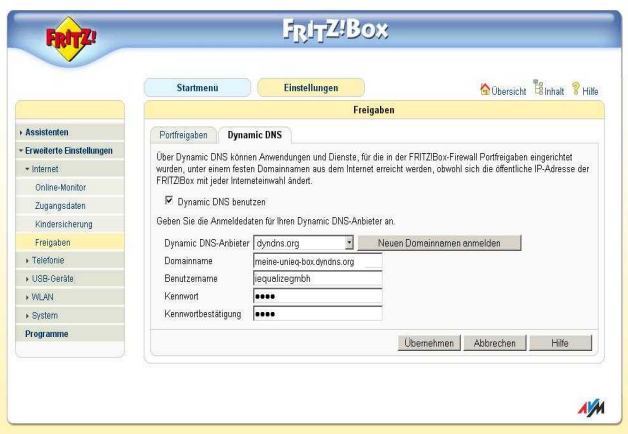 FRITZ!
FRITZ!BOX
Startmenü
Einstellungen
Übersicht
Inhalt
Hilfe
Freigaben
Assistenten
Erweiterte Einstellungen
Internet
Online-Monitor
Zugangsdaten
Kindersicherung
Freigaben
Telefonie
USB-Geräte
WLAN
System
Programme
Portfreigaben
Dynamic DNS
Über Dynamic DNS können Anwendungen und Dienste, für die in der FRITZ!Box-Firewall Portfreigaben eingerichtet
wurden, unter einem festen Domainnamen aus dem Internet erreicht werden, obwohl sich die öffentliche IP-Adresse der
FRITZ!Box mit jeder Interneteinwahl ändert.
Dynamic DNS benutzen
Geben Sie die Anmeldedaten für Ihren Dynamic DNS-Anbieter an.
Dynamic DNS-Anbieter dyndns.org Neuen Domainnamen anmelden
Domainname meine-unieq-box.dyndns.org
Benutzername iequalizegmbh
Kennwort ●●●●
Kennwortbestätigung ●●●●
Übernehmen Abbrechen Hilfe
AVM